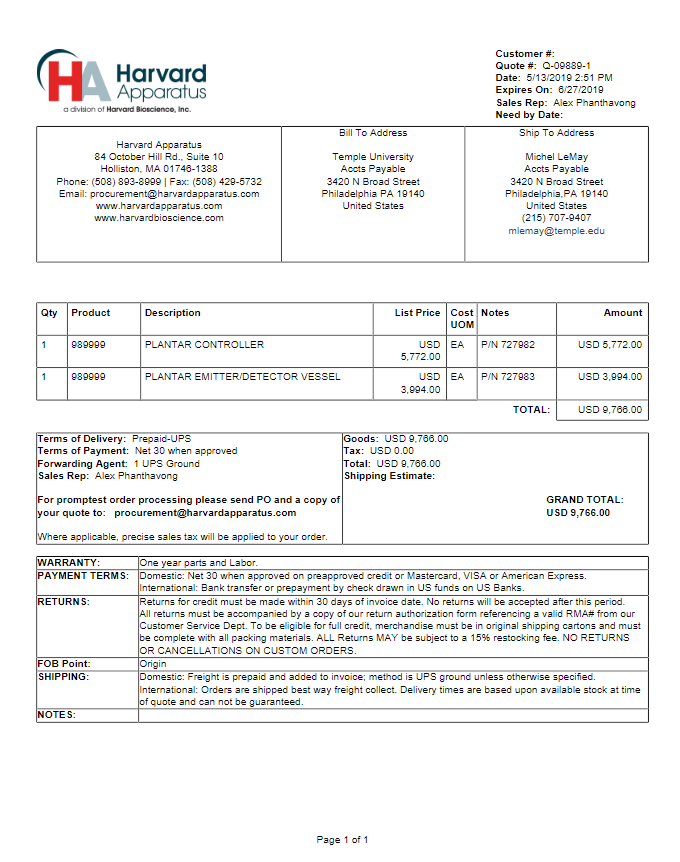 HA Harvard
Apparatus
a division of Harvard Bioscience, Inc.
Customer #:
Quote #: Q-09889-1
Date: 5/13/2019 2:51 PM
Expires On: 6/27/2019
Sales Rep: Alex Phanthavong
Need by Date:
Harvard Apparatus
84 October Hill Rd., Suite 10
Holliston, MA 01746-1388
Phone: (508) 893-8999 | Fax: (508) 429-5732
Email: procurement@harvardapparatus.com
www.harvardapparatus.com
www.harvardbioscience.com
Bill To Address
Temple University
Accts Payable
3420 N Broad Street
Philadelphia PA 19140
United States
Ship To Address
Michel LeMay
Accts Payable
3420 N Broad Street
Philadelphia,PA 19140
United States
(215) 707-9407
mlemay@temple.edu
Qty Product Description List Price Cost UOM Notes Amount
1 989999 PLANTAR CONTROLLER USD 5,772.00 EA P/N 727982 USD 5,772.00
1 989999 PLANTAR EMITTER/DETECTOR VESSEL USD 3,994.00 EA P/N 727983 USD 3,994.00
TOTAL: USD 9,766.00
Terms of Delivery: Prepaid-UPS
Terms of Payment: Net 30 when approved
Forwarding Agent: 1 UPS Ground
Sales Rep: Alex Phanthavong
For promptest order processing please send PO and a copy of
your quote to: procurement@harvardapparatus.com
Where applicable, precise sales tax will be applied to your order.
Goods: USD 9,766.00
Tax: USD 0.00
Total: USD 9,766.00
Shipping Estimate:
GRAND TOTAL:
USD 9,766.00
WARRANTY: One year parts and Labor.
PAYMENT TERMS: Domestic: Net 30 when approved on preapproved credit or Mastercard, VISA or American Express.
International: Bank transfer or prepayment by check drawn in US funds on US Banks.
RETURNS: Returns for credit must be made within 30 days of invoice date. No returns will be accepted after this period.
All returns must be accompanied by a copy of our return authorization form referencing a valid RMA# from our
Customer Service Dept. To be eligible for full credit, merchandise must be in original shipping cartons and must
be complete with all packing materials. ALL Returns MAY be subject to a 15% restocking fee. NO RETURNS
OR CANCELLATIONS ON CUSTOM ORDERS.
FOB Point: Origin
SHIPPING: Domestic: Freight is prepaid and added to invoice; method is UPS ground unless otherwise specified.
International: Orders are shipped best way freight collect. Delivery times are based upon available stock at time
of quote and can not be guaranteed.
NOTES:
Page 1 of 1